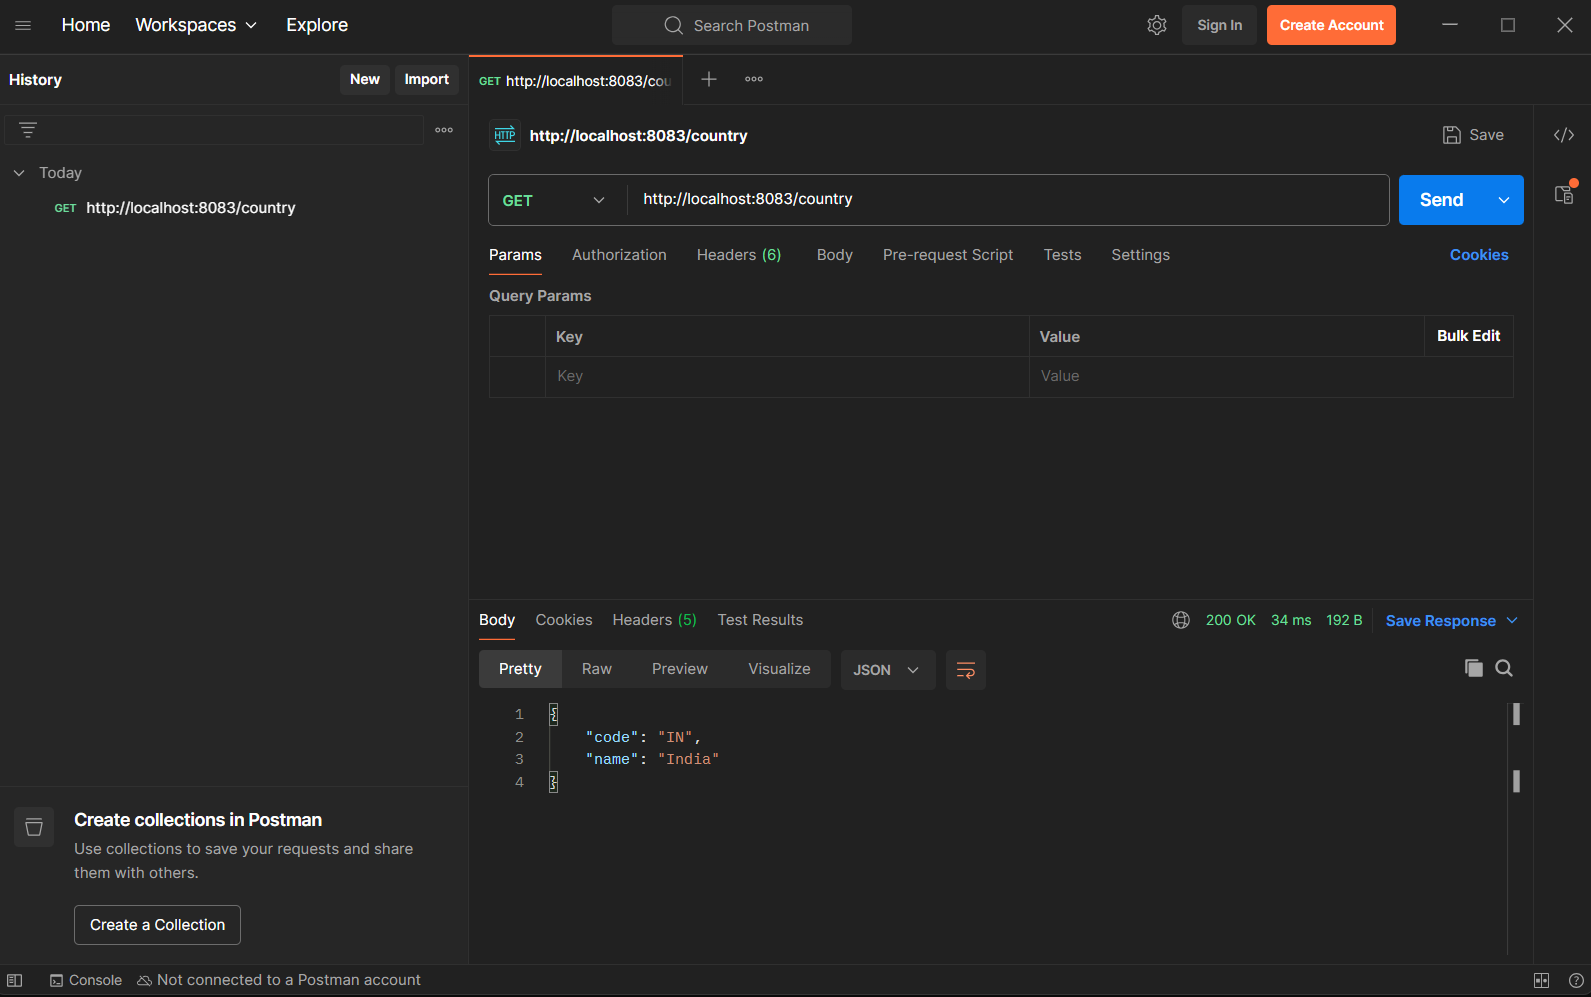 Home Workspaces Explore Search Postman Sign In Create Account
History New Import
GET http://localhost:8083/cou
HTTP http://localhost:8083/country Save
Today
GET http://localhost:8083/country
GET http://localhost:8083/country Send
Params Authorization Headers (6) Body Pre-request Script Tests Settings Cookies
Query Params
Key Value Bulk Edit
Key Value
Body Cookies Headers (5) Test Results 200 OK 34 ms 192 B Save Response
Pretty Raw Preview Visualize JSON
1 {
2 "code": "IN",
3 "name": "India"
4 }
Create collections in Postman
Use collections to save your requests and share
them with others.
Create a Collection
Console Not connected to a Postman account